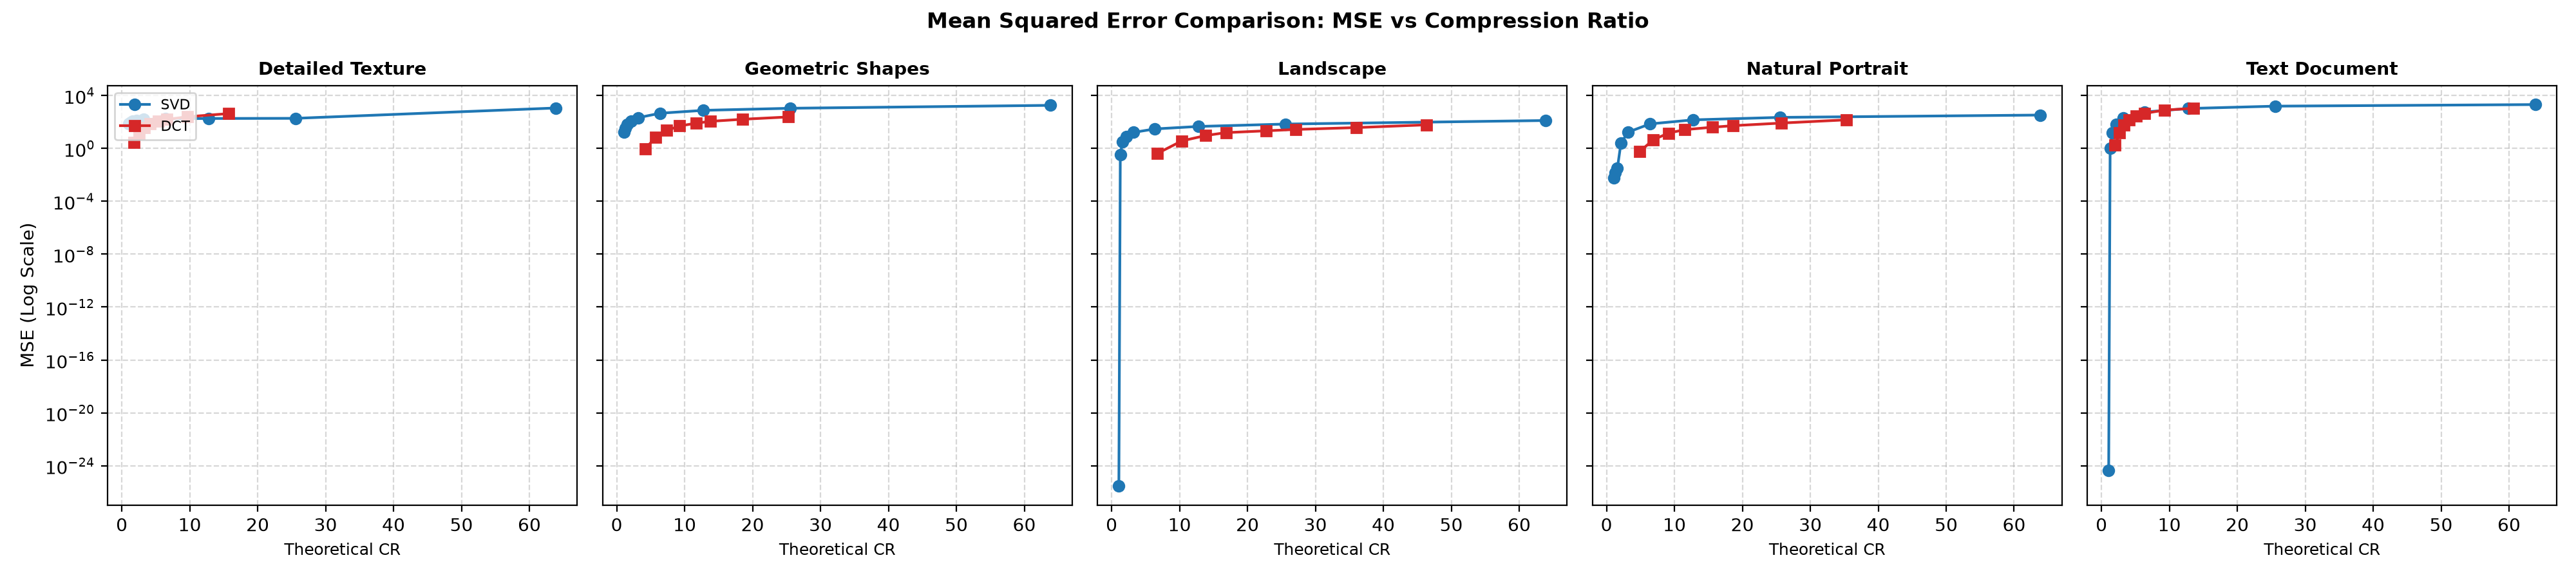 Mean Squared Error Comparison: MSE vs Compression Ratio
Detailed Texture
Geometric Shapes
Landscape
Natural Portrait
Text Document
SVD
DCT
MSE (Log Scale)
10^4
10^0
10^−4
10^−8
10^−12
10^−16
10^−20
10^−24
0 10 20 30 40 50 60
0 10 20 30 40 50 60
0 10 20 30 40 50 60
0 10 20 30 40 50 60
0 10 20 30 40 50 60
Theoretical CR
Theoretical CR
Theoretical CR
Theoretical CR
Theoretical CR